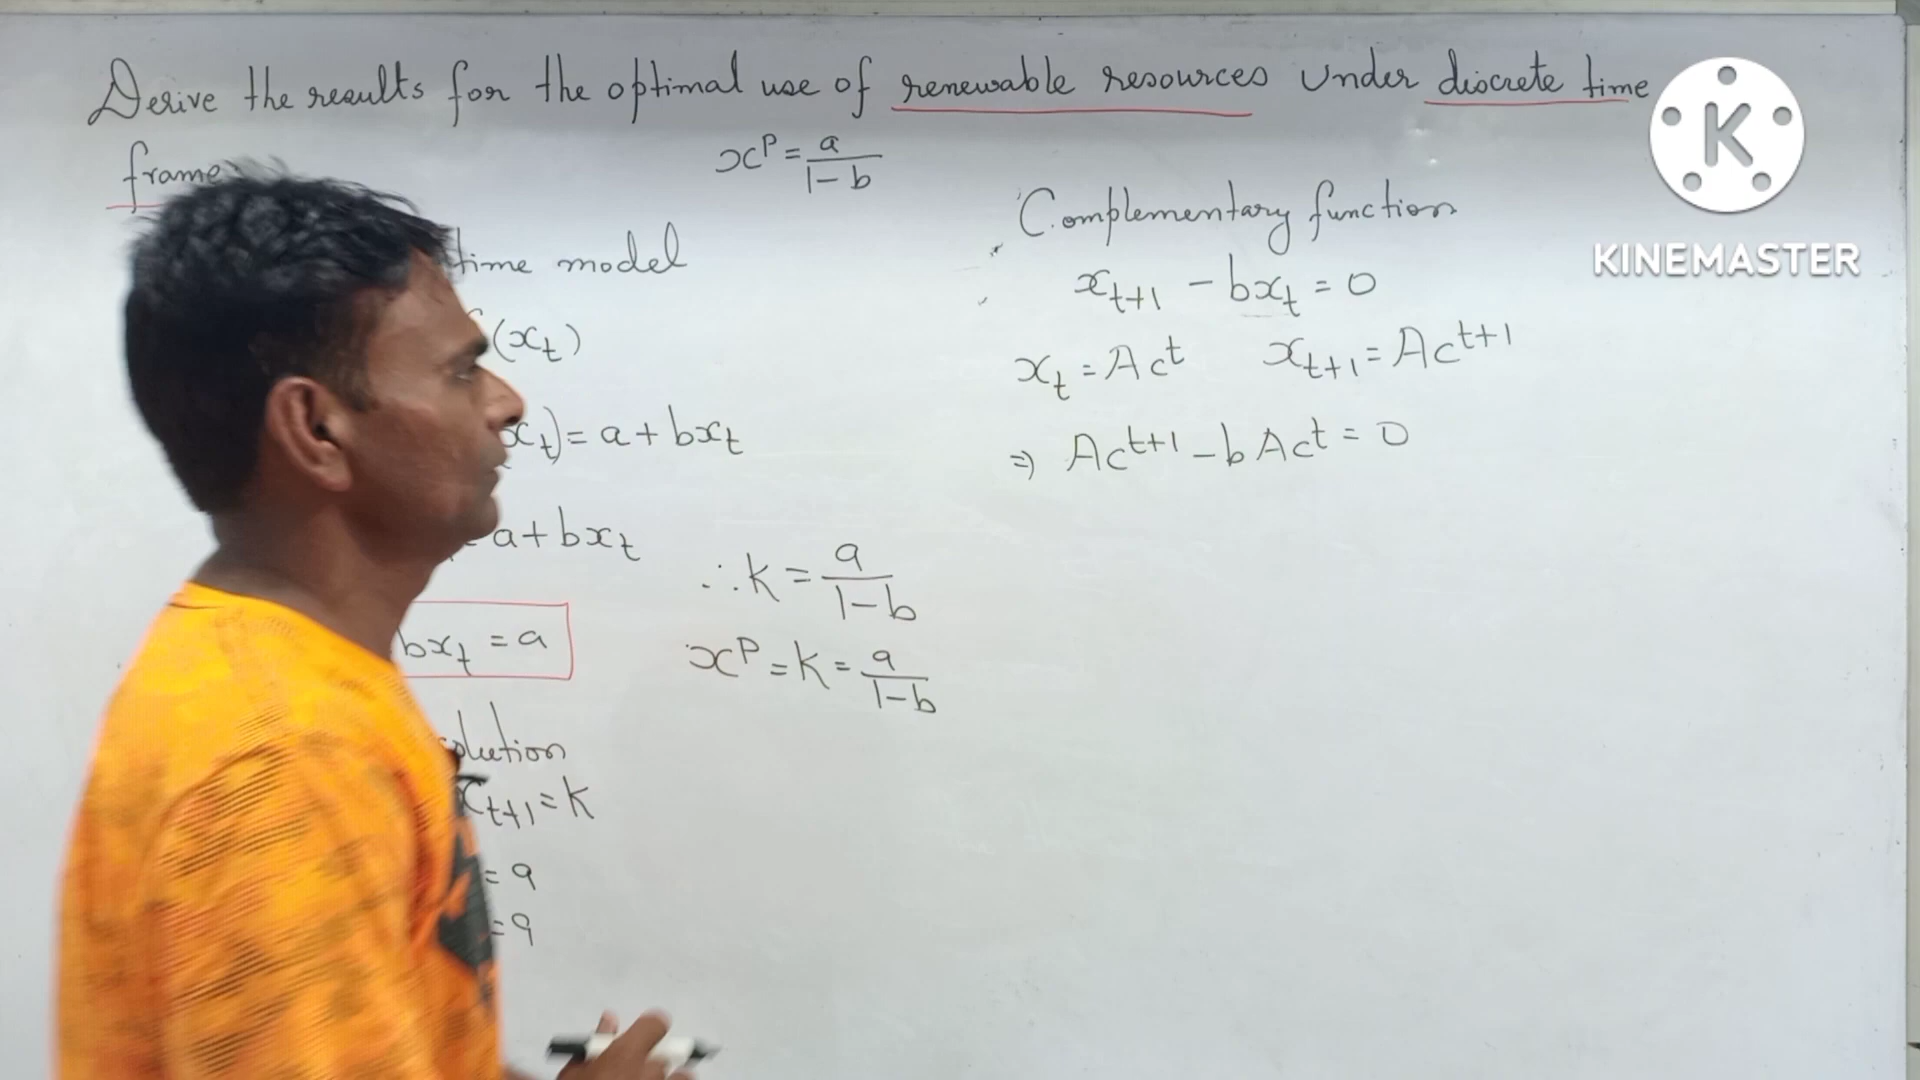 Derive the results for the optimal use of renewable resources under discrete time
frame
x^p = a/(1-b)
time model
(x_t)
x_t) = a + bx_t
a + bx_t
bx_t = a
∴ k = a/(1-b)
x^p = k = a/(1-b)
x_{t+1} = k
= a
= a
Complementary function
x_{t+1} - bx_t = 0
x_t = Ac^t x_{t+1} = Ac^{t+1}
⇒ Ac^{t+1} - bAc^t = 0
K
KINEMASTER